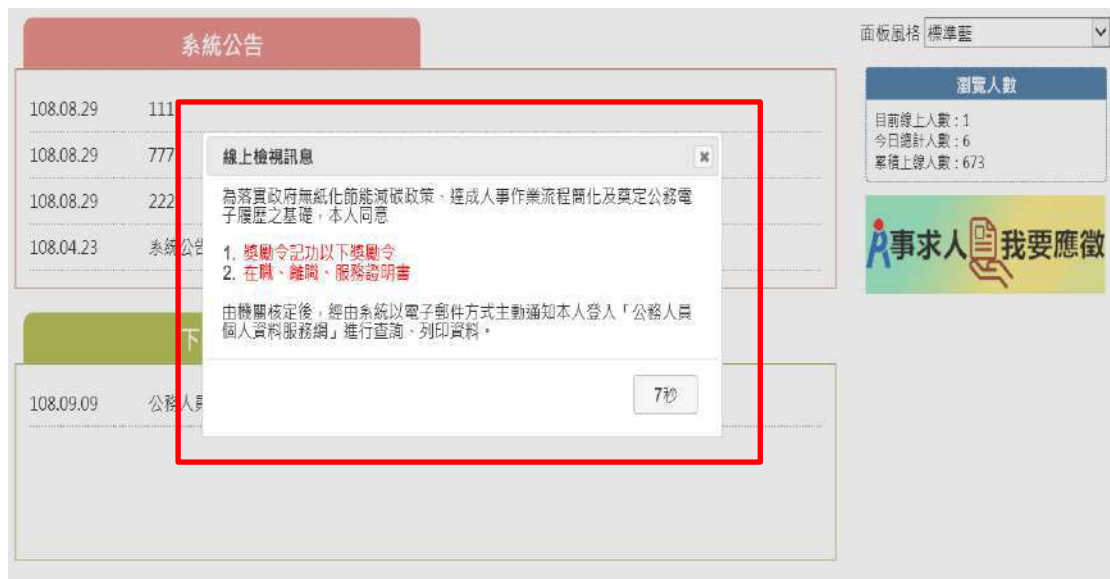 系統公告
面板風格 標準藍
108.08.29 111
108.08.29 777
108.08.29 222
108.04.23 系統公告
瀏覽人數
目前線上人數：1
今日總計人數：6
累積上線人數：673
事求人 我要應徵
線上檢視訊息
為落實政府無紙化節能減碳政策、達成人事作業流程簡化及奠定公務電
子履歷之基礎，本人同意
1. 獎勵令記功以下獎勵令
2. 在職、離職、服務證明書
由機關核定後，經由系統以電子郵件方式主動通知本人登入「公務人員
個人資料服務網」進行查詢、列印資料。
7秒
下
108.09.09 公務人員